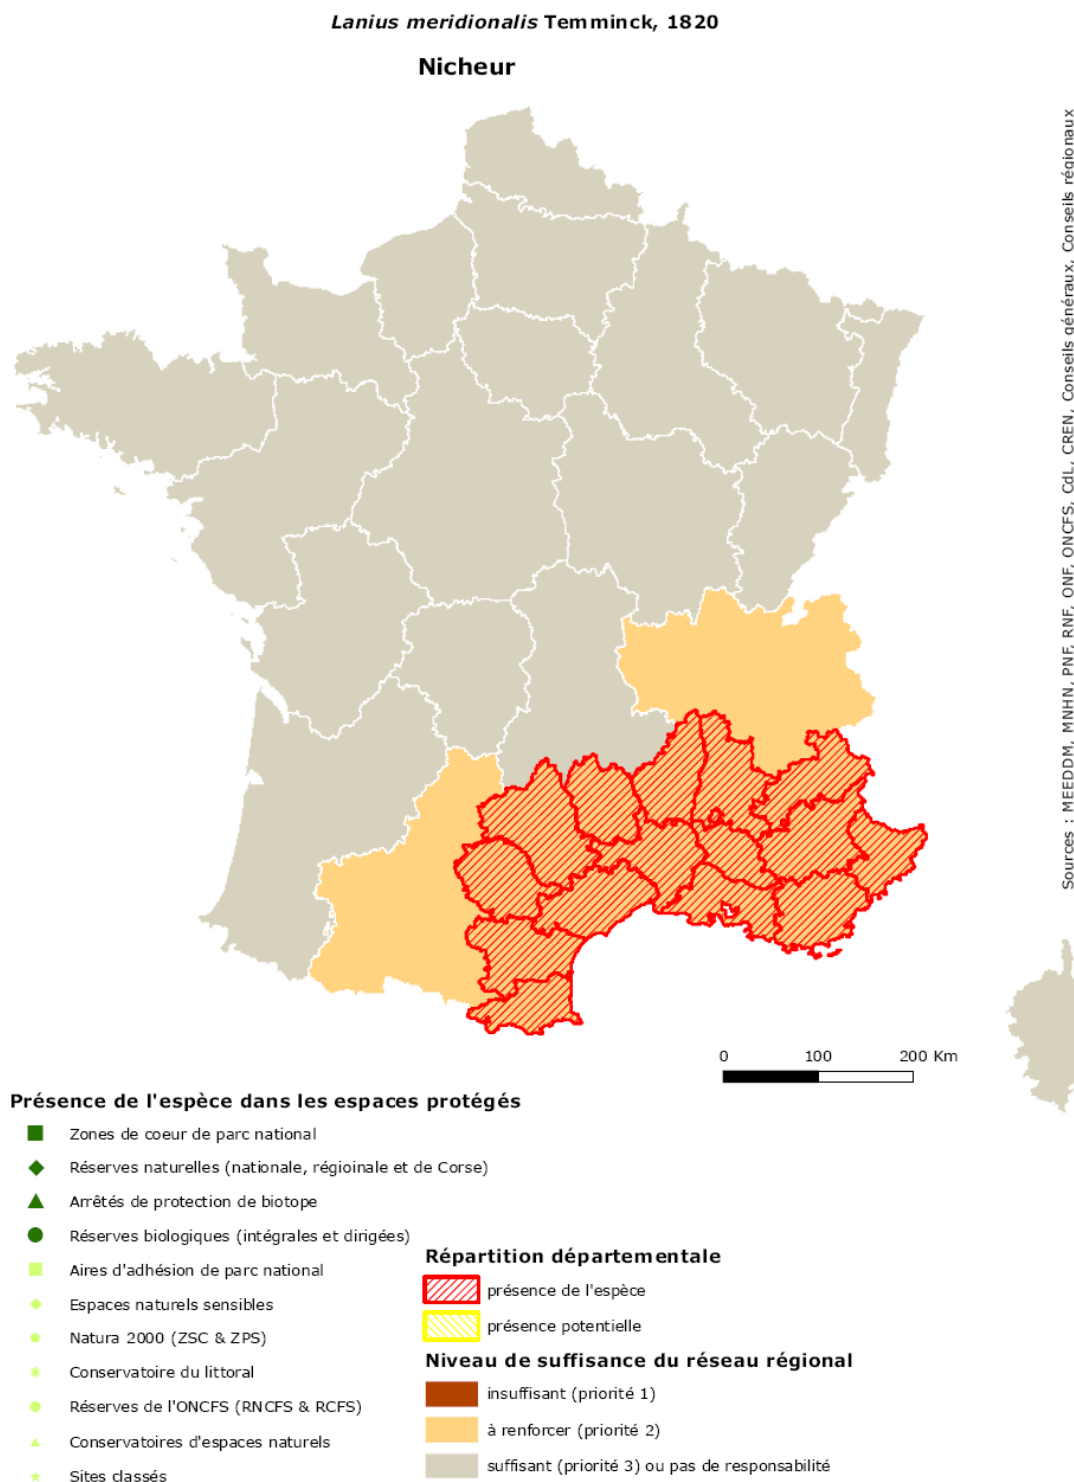 Lanius meridionalis Temminck, 1820
Nicheur
Sources : MEEDDM, MNHN, PNF, RNF, ONF, ONCFS, CdL, CREN, Conseils généraux, Conseils régionaux
0 100 200 Km
Présence de l'espèce dans les espaces protégés
Zones de coeur de parc national
Réserves naturelles (nationale, régioinale et de Corse)
Arrêtés de protection de biotope
Réserves biologiques (intégrales et dirigées)
Aires d'adhésion de parc national
Espaces naturels sensibles
Natura 2000 (ZSC & ZPS)
Conservatoire du littoral
Réserves de l'ONCFS (RNCFS & RCFS)
Conservatoires d'espaces naturels
Sites classés
Répartition départementale
présence de l'espèce
présence potentielle
Niveau de suffisance du réseau régional
insuffisant (priorité 1)
à renforcer (priorité 2)
suffisant (priorité 3) ou pas de responsabilité